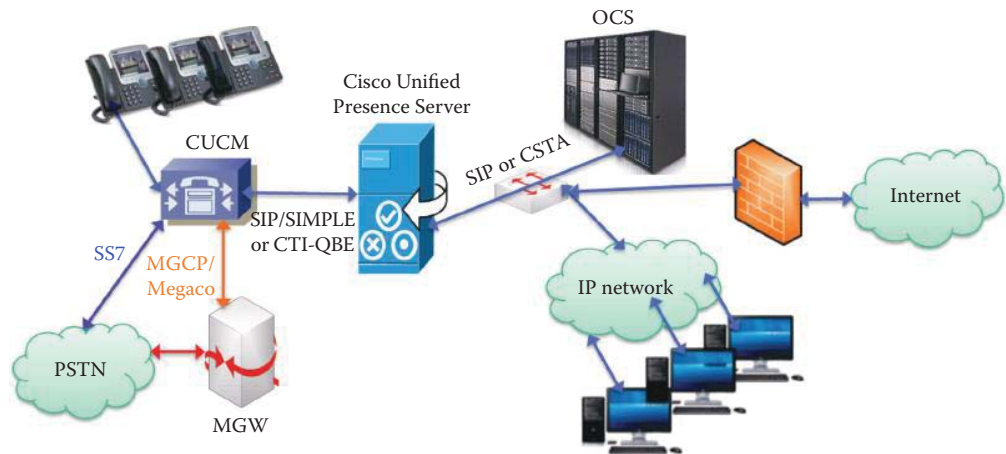 OCS
Cisco Unified
Presence Server
CUCM
SIP or CSTA
SIP/SIMPLE
or CTI-QBE
Internet
SS7
MGCP/
Megaco
IP network
PSTN
MGW